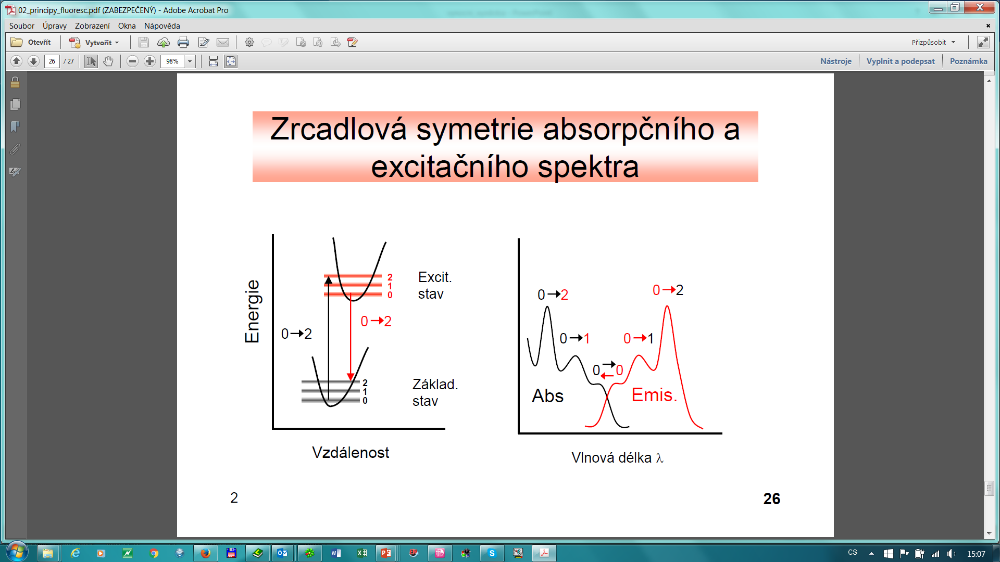 02_principy_fluoresc.pdf (ZABEZPEČENÝ) - Adobe Acrobat Pro
Soubor Úpravy Zobrazení Okna Nápověda
Otevřít Vytvořit Přizpůsobit
26 / 27 98% Nástroje Vyplnit a podepsat Poznámka
Zrcadlová symetrie absorpčního a
excitačního spektra
Energie
2
1
0
Excit.
stav
0→2
0→2
2
1
0
Základ.
stav
Vzdálenost
0→2
0→1
0→0
0→1
0→2
Abs
Emis.
Vlnová délka λ
2
26
CS 15:07